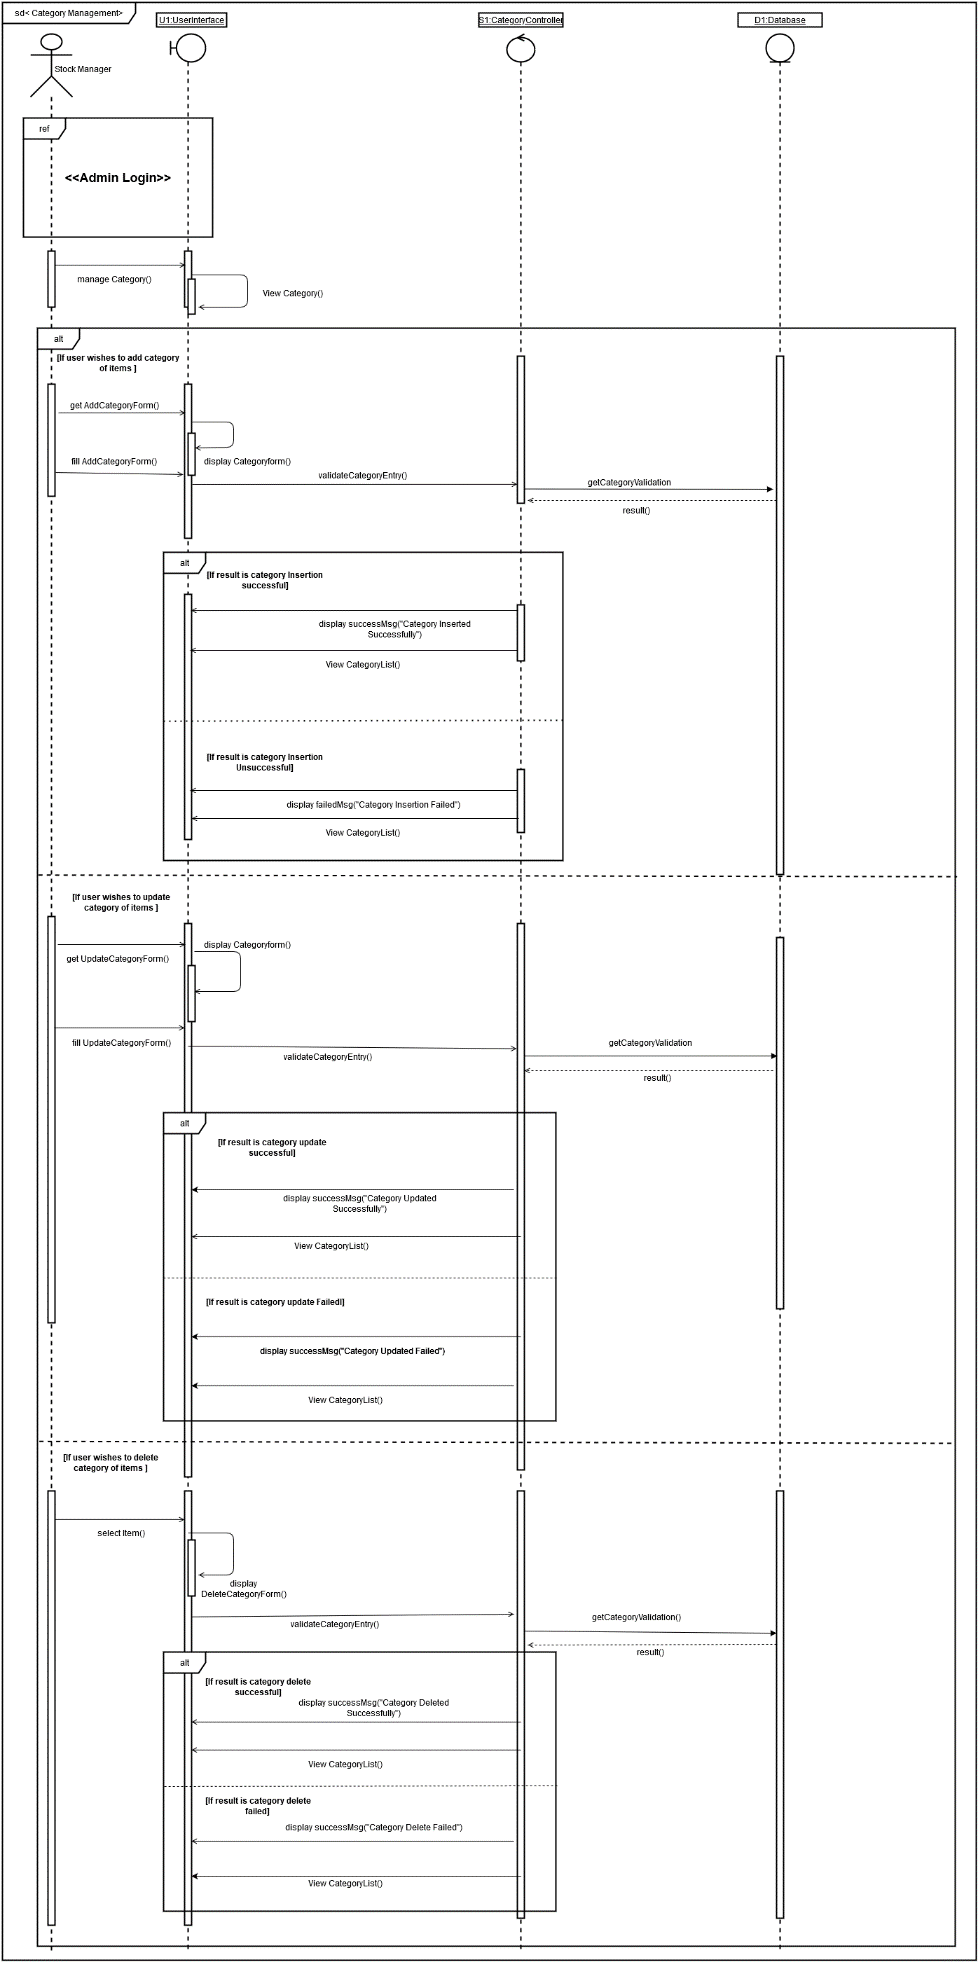 sd< Category Management>
U1:UserInterface
S1:CategoryController
D1:Database
Stock Manager
ref
<<Admin Login>>
manage Category()
View Category()
alt
[If user wishes to add category
of items ]
get AddCategoryForm()
fill AddCategoryForm()
display Categoryform()
validateCategoryEntry()
getCategoryValidation
result()
alt
[If result is category Insertion
successful]
display successMsg("Category Inserted
Successfully")
View CategoryList()
[If result is category Insertion
Unsuccessful]
display failedMsg("Category Insertion Failed")
View CategoryList()
[If user wishes to update
category of items ]
display Categoryform()
get UpdateCategoryForm()
fill UpdateCategoryForm()
validateCategoryEntry()
getCategoryValidation
result()
alt
[If result is category update
successful]
display successMsg("Category Updated
Successfully")
View CategoryList()
[If result is category update Failed]
display successMsg("Category Updated Failed")
View CategoryList()
[If user wishes to delete
category of items ]
select Item()
display
DeleteCategoryForm()
validateCategoryEntry()
getCategoryValidation()
result()
alt
[If result is category delete
successful]
display successMsg("Category Deleted
Successfully")
View CategoryList()
[If result is category delete
failed]
display successMsg("Category Delete Failed")
View CategoryList()